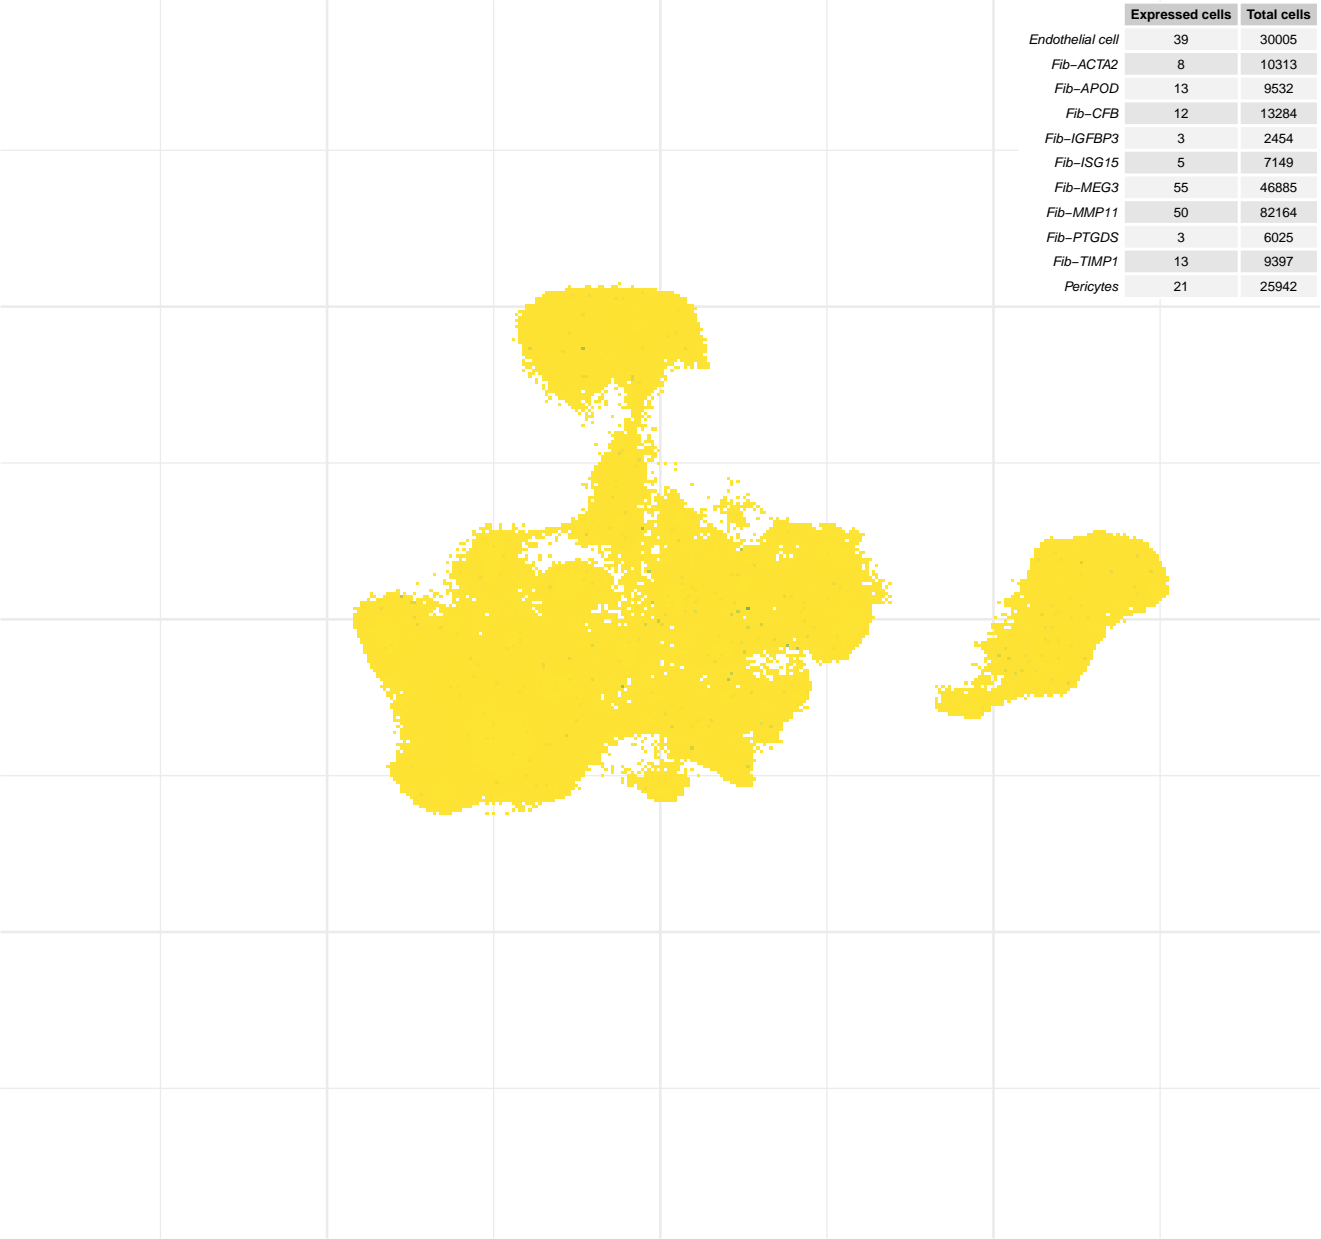 Expressed cells Total cells
Endothelial cell 39 30005
Fib−ACTA2 8 10313
Fib−APOD 13 9532
Fib−CFB 12 13284
Fib−IGFBP3 3 2454
Fib−ISG15 5 7149
Fib−MEG3 55 46885
Fib−MMP11 50 82164
Fib−PTGDS 3 6025
Fib−TIMP1 13 9397
Pericytes 21 25942